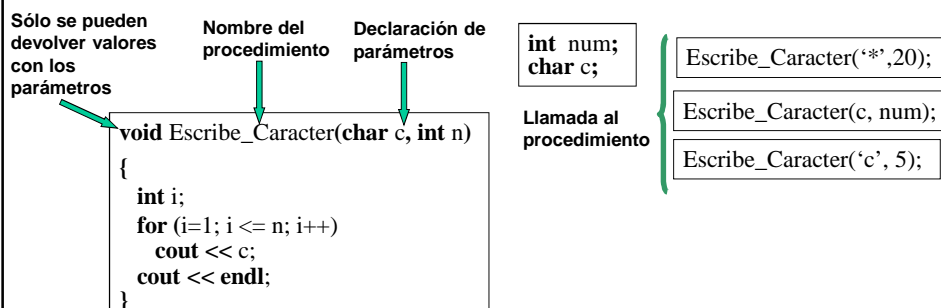 Sólo se pueden
devolver valores
con los
parámetros
Nombre del
procedimiento
Declaración de
parámetros
void Escribe_Caracter(char c, int n)
{
int i;
for (i=1; i <= n; i++)
cout << c;
cout << endl;
}
int num;
char c;
Llamada al
procedimiento
Escribe_Caracter(‘*’,20);
Escribe_Caracter(c, num);
Escribe_Caracter(‘c’, 5);